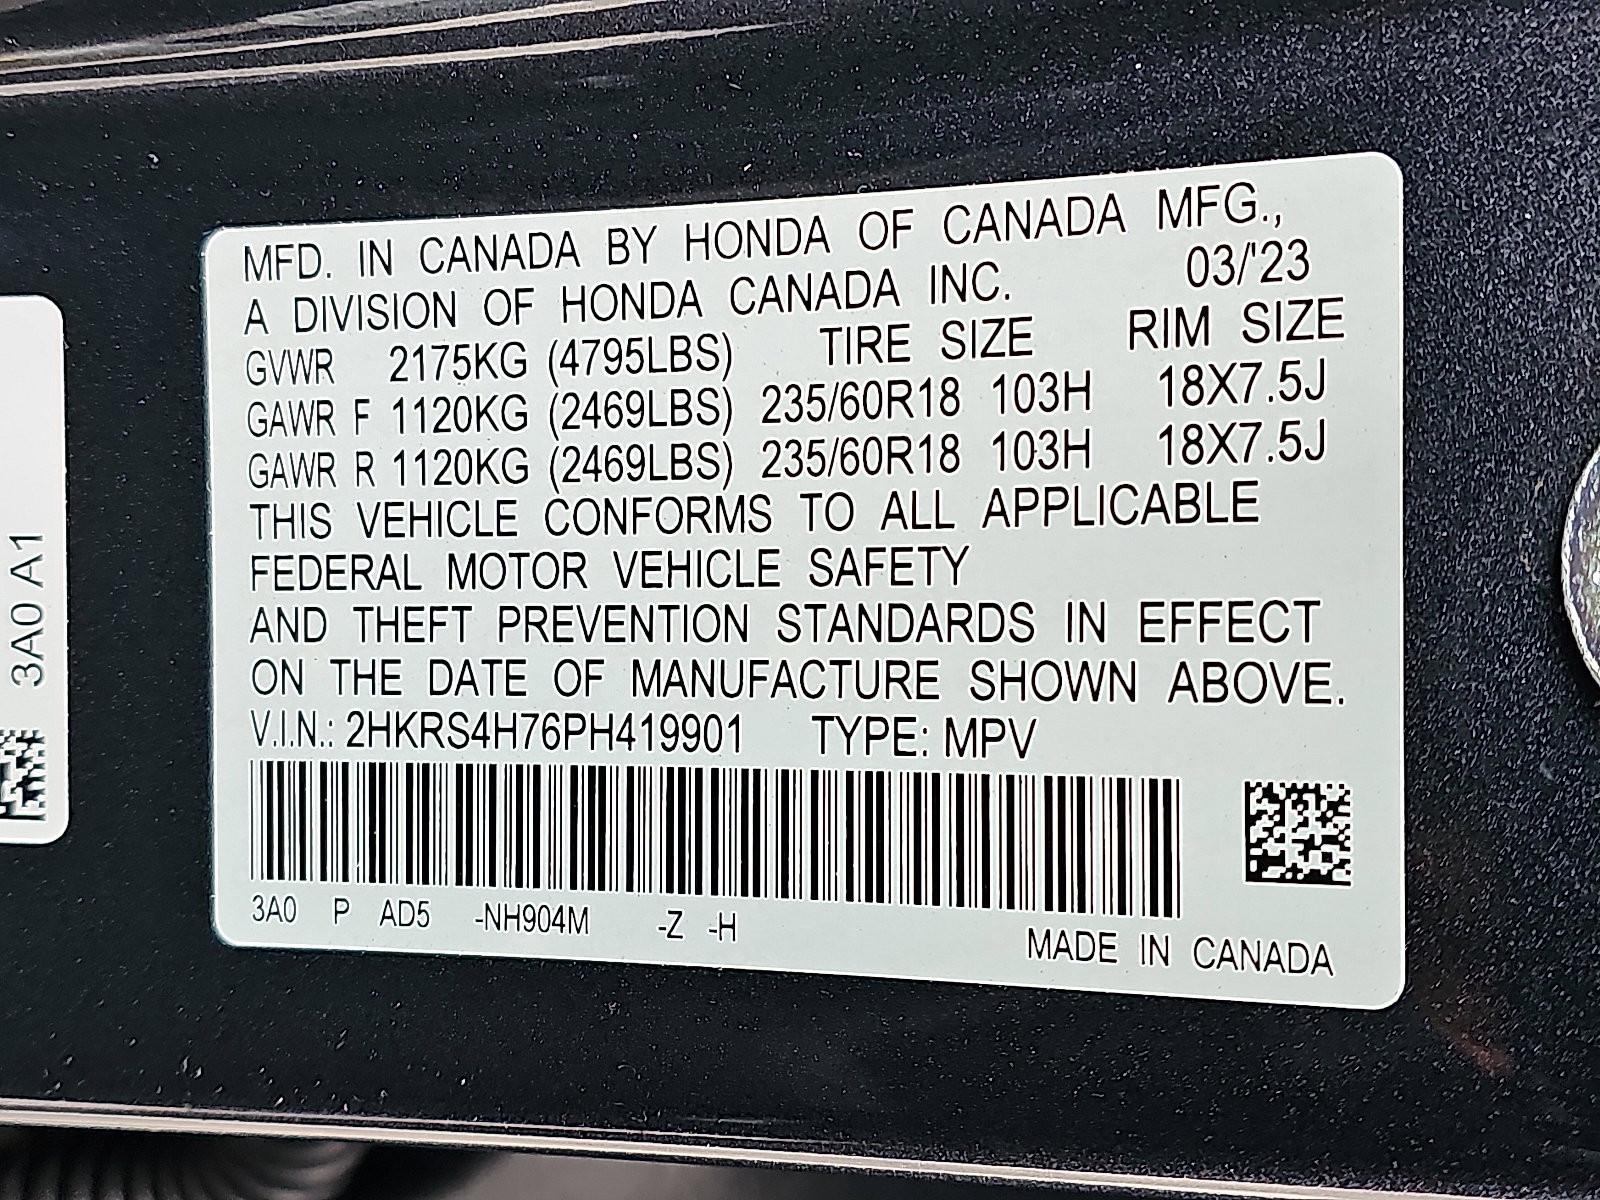 MFD. IN CANADA BY HONDA OF CANADA MFG.,
A DIVISION OF HONDA CANADA INC. 03/'23
GVWR 2175KG (4795LBS) TIRE SIZE RIM SIZE
GAWR F 1120KG (2469LBS) 235/60R18 103H 18X7.5J
GAWR R 1120KG (2469LBS) 235/60R18 103H 18X7.5J
THIS VEHICLE CONFORMS TO ALL APPLICABLE
FEDERAL MOTOR VEHICLE SAFETY
AND THEFT PREVENTION STANDARDS IN EFFECT
ON THE DATE OF MANUFACTURE SHOWN ABOVE.
V.I.N.: 2HKRS4H76PH419901 TYPE: MPV
3A0 P AD5 -NH904M -Z -H
MADE IN CANADA
3A0 A1